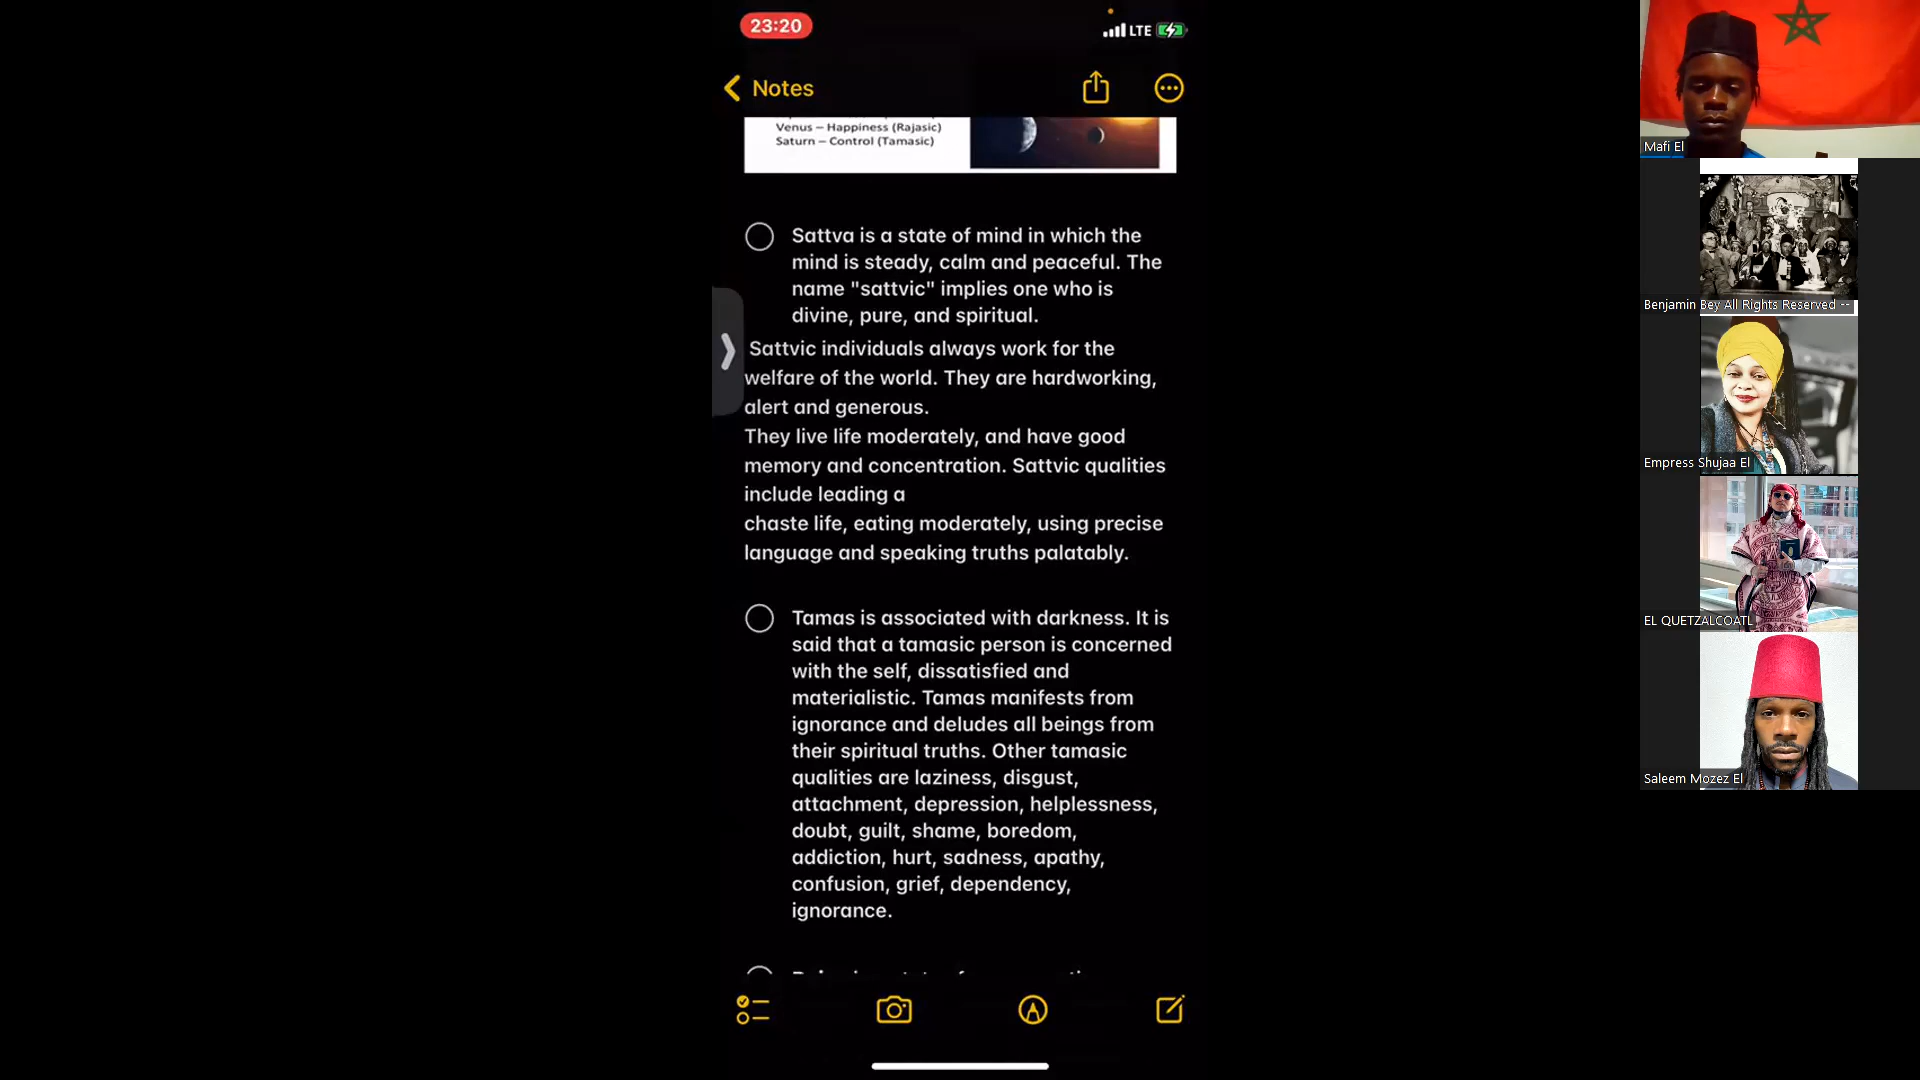 23:20
LTE
Notes
Venus – Happiness (Rajasic)
Saturn – Control (Tamasic)
Sattva is a state of mind in which the
mind is steady, calm and peaceful. The
name "sattvic" implies one who is
divine, pure, and spiritual.
Sattvic individuals always work for the
welfare of the world. They are hardworking,
alert and generous.
They live life moderately, and have good
memory and concentration. Sattvic qualities
include leading a
chaste life, eating moderately, using precise
language and speaking truths palatably.
Tamas is associated with darkness. It is
said that a tamasic person is concerned
with the self, dissatisfied and
materialistic. Tamas manifests from
ignorance and deludes all beings from
their spiritual truths. Other tamasic
qualities are laziness, disgust,
attachment, depression, helplessness,
doubt, guilt, shame, boredom,
addiction, hurt, sadness, apathy,
confusion, grief, dependency,
ignorance.
Mafi El
Benjamin Bey All Rights Reserved --
Empress Shujaa El
EL QUETZALCOATL
Saleem Mozez El